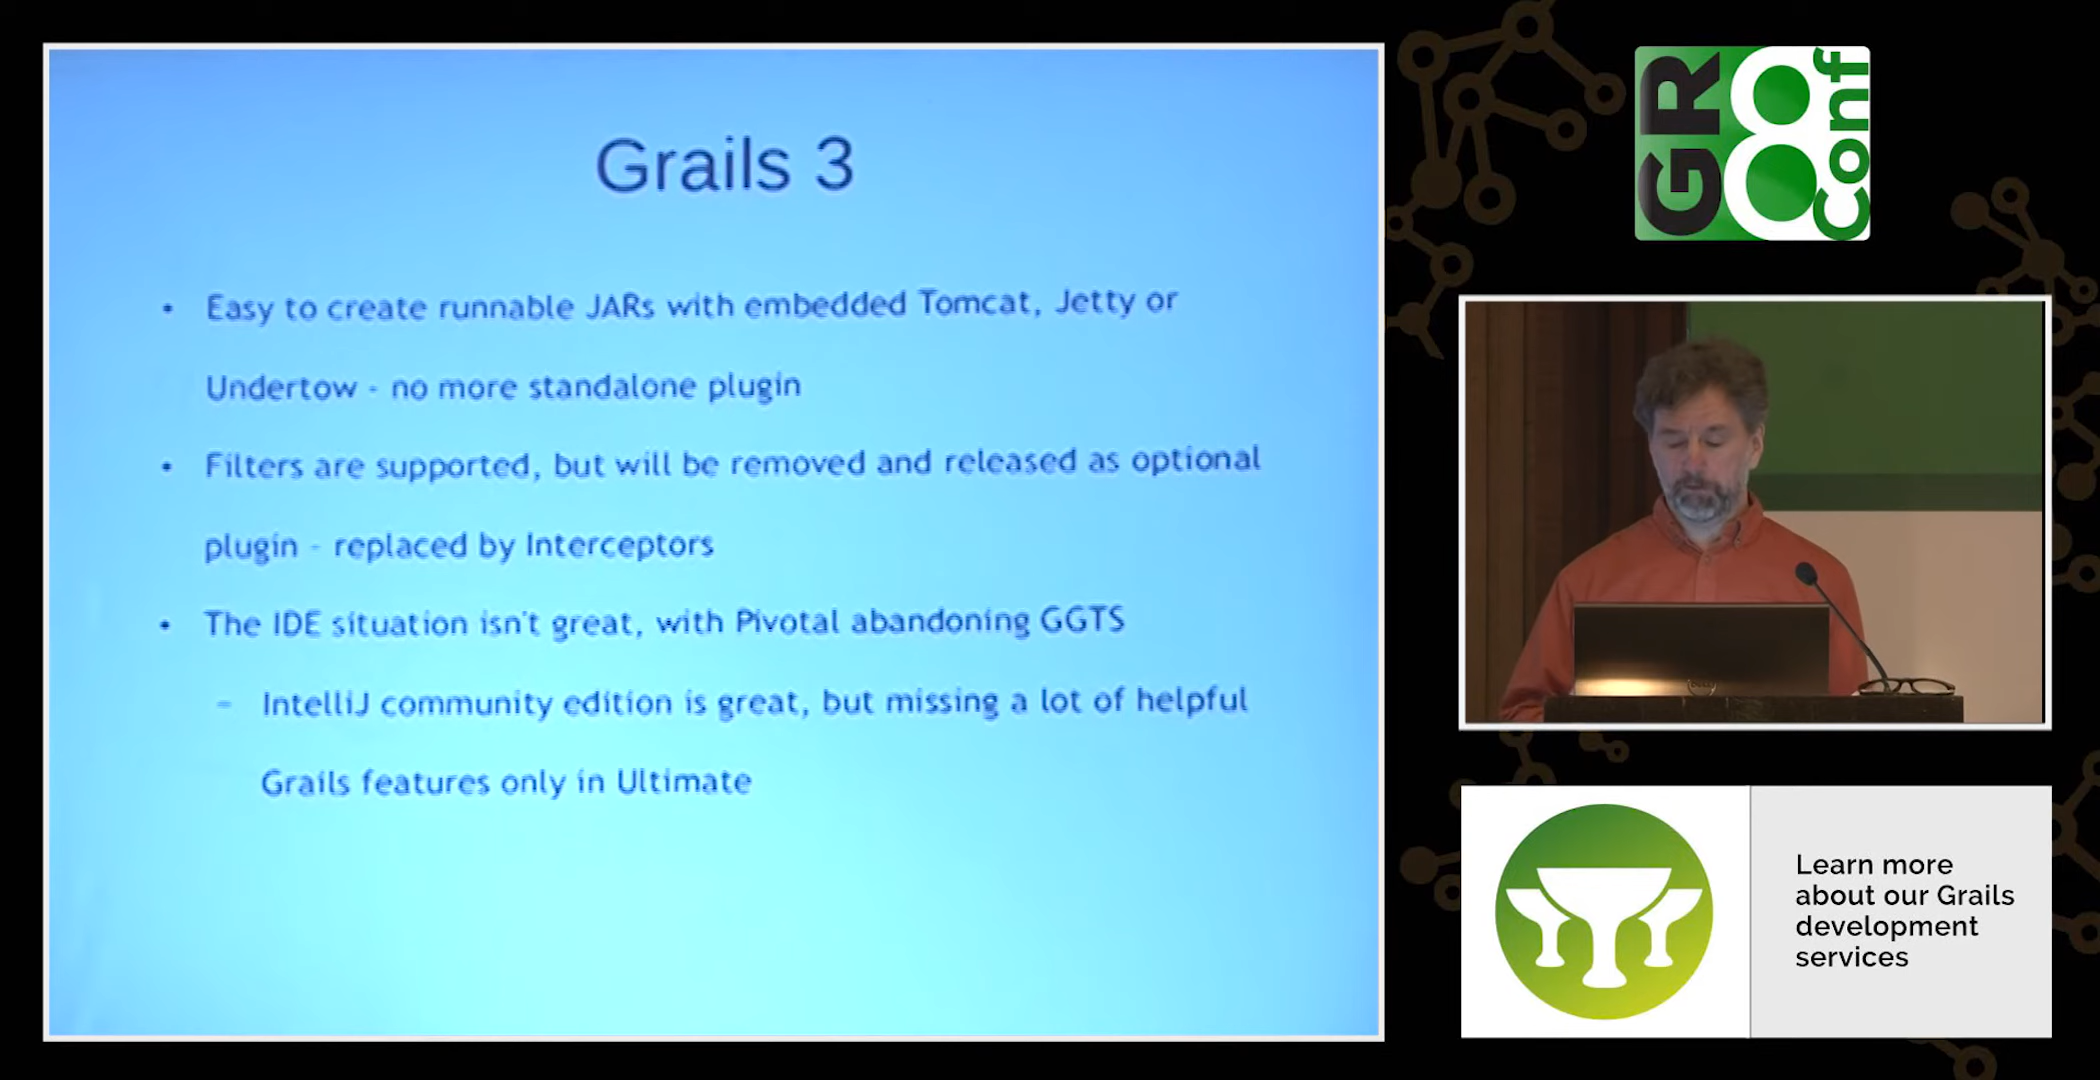 Grails 3
• Easy to create runnable JARs with embedded Tomcat, Jetty or
Undertow - no more standalone plugin
• Filters are supported, but will be removed and released as optional
plugin - replaced by Interceptors
• The IDE situation isn't great, with Pivotal abandoning GGTS
– IntelliJ community edition is great, but missing a lot of helpful
Grails features only in Ultimate
GR8Conf
Learn more
about our Grails
development
services